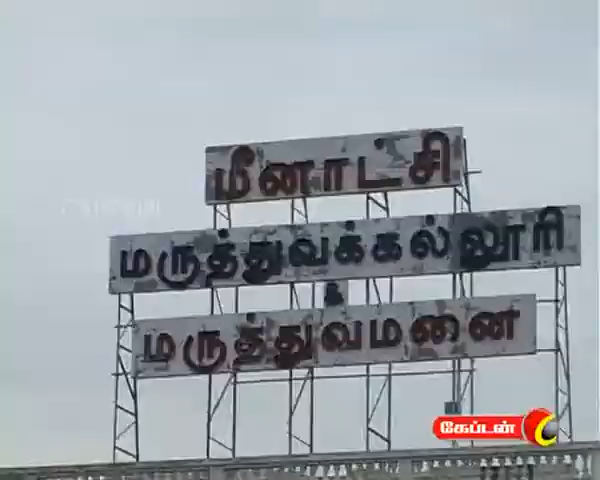 மீனாட்சி
மருத்துவக்கல்லூரி
&
மருத்துவமனை
கேப்டன்